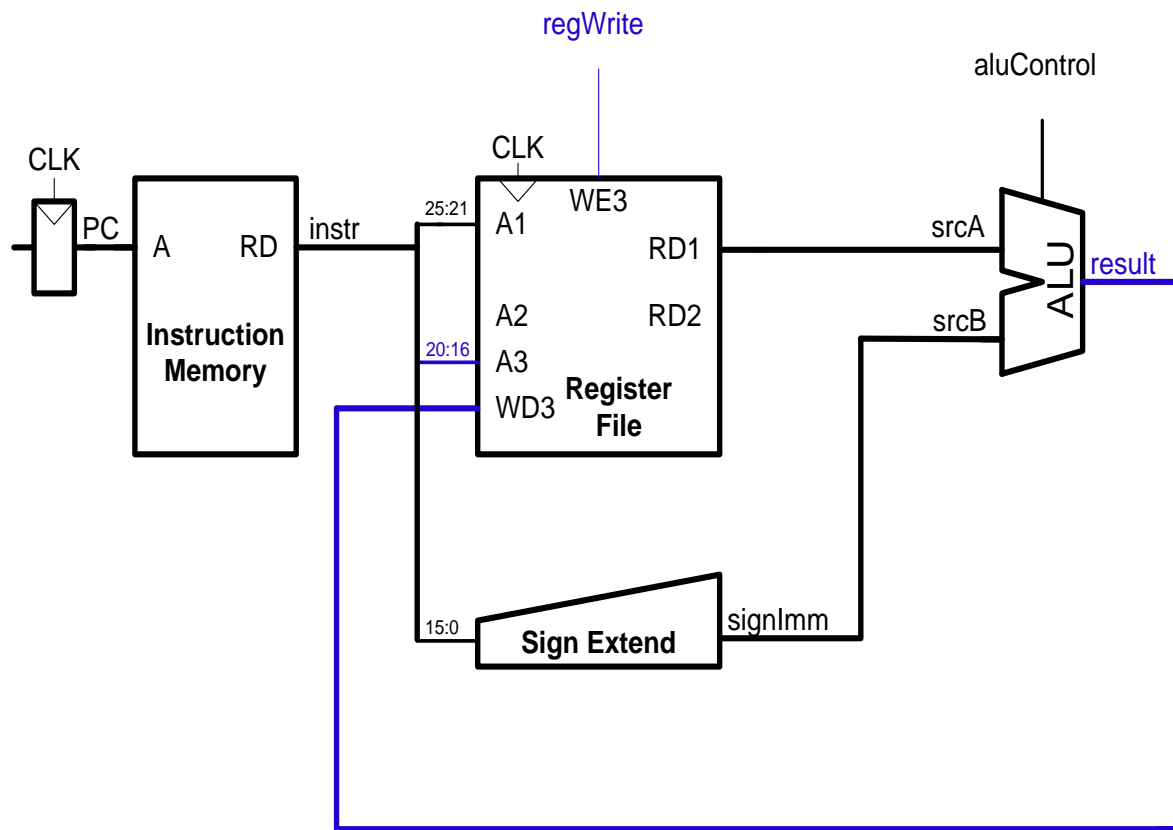 regWrite
aluControl
CLK
CLK
WE3
25:21
A1
PC
A
RD
instr
RD1
srcA
ALU
result
A2
RD2
srcB
Instruction
Memory
20:16
A3
WD3
Register
File
15:0
Sign Extend
signImm